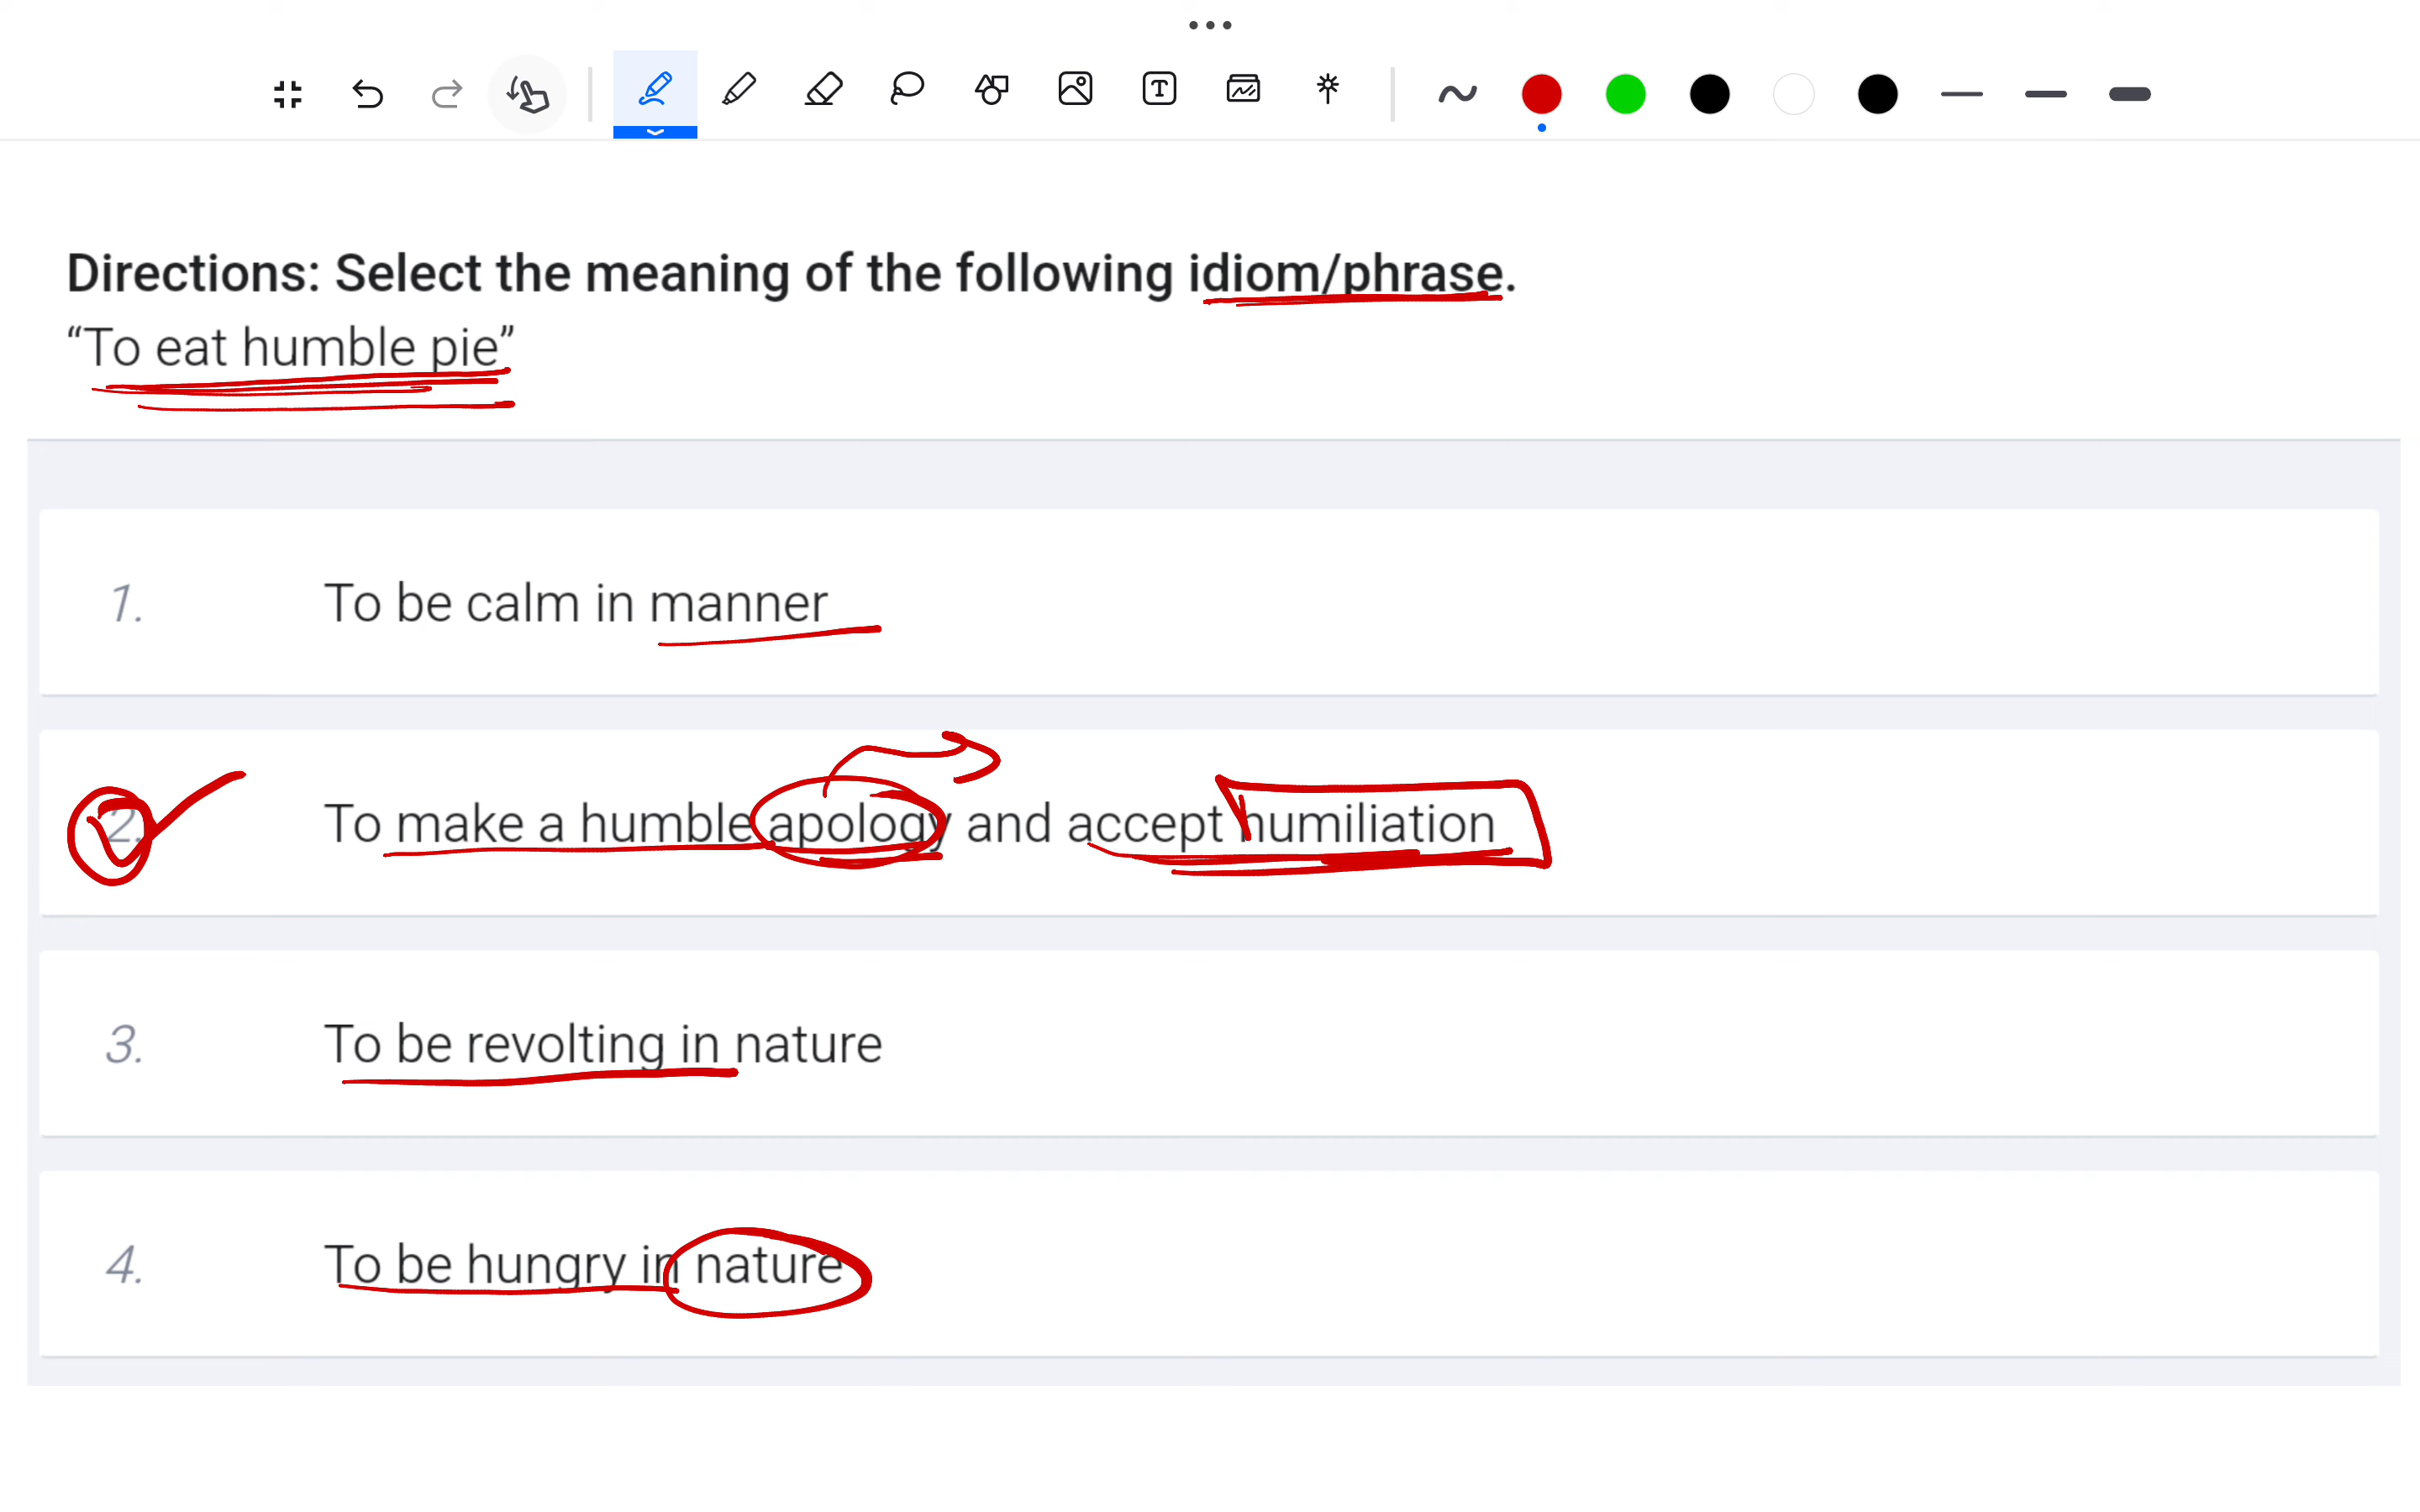 Directions: Select the meaning of the following idiom/phrase.
“To eat humble pie”
1. To be calm in manner
2. To make a humble apology and accept humiliation
3. To be revolting in nature
4. To be hungry in nature